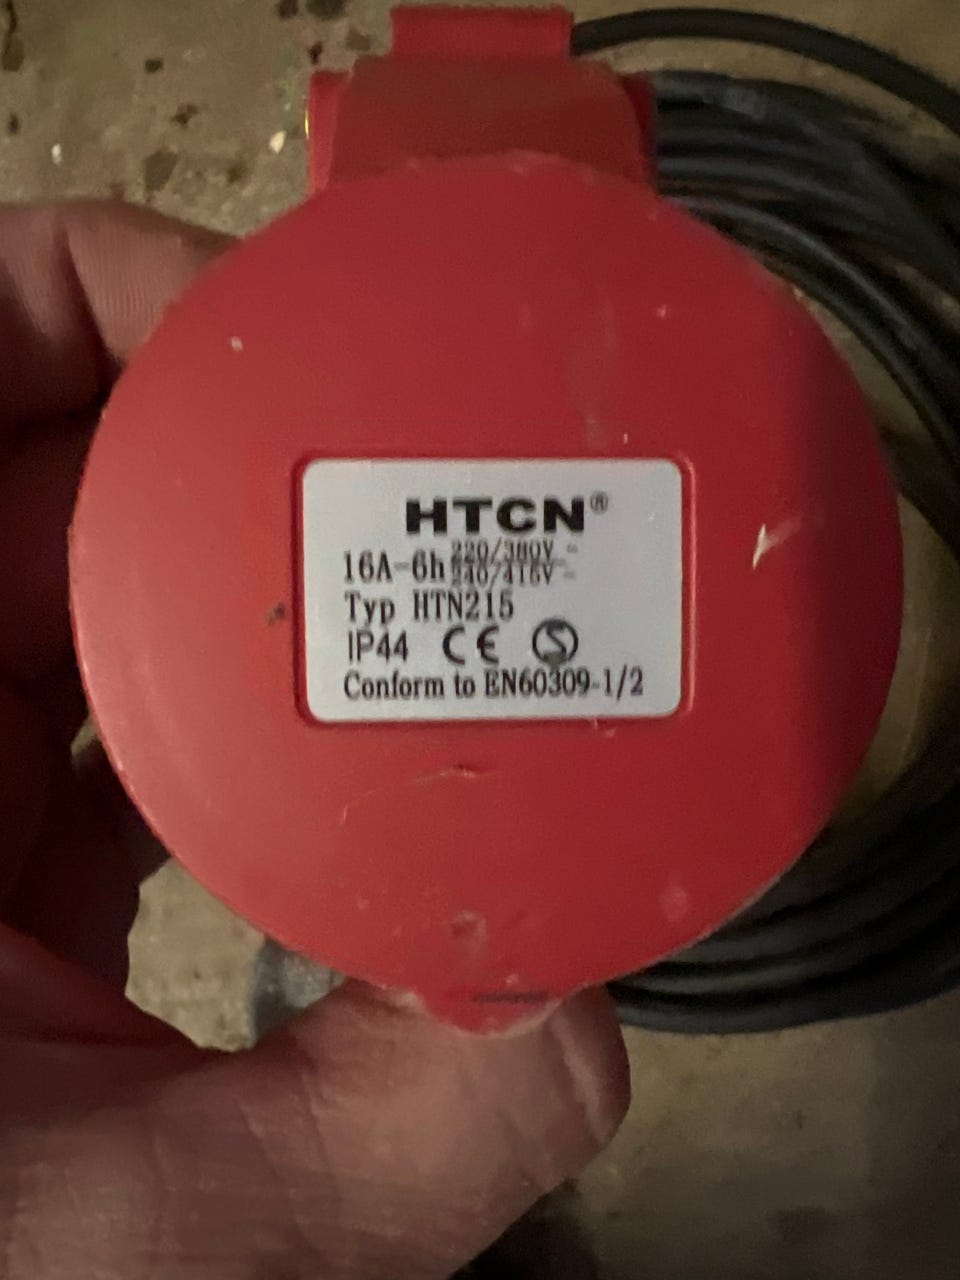 HTCN®
16A-6h 220/380V~
240/415V~
Typ HTN215
IP44 CE S
Conform to EN60309-1/2